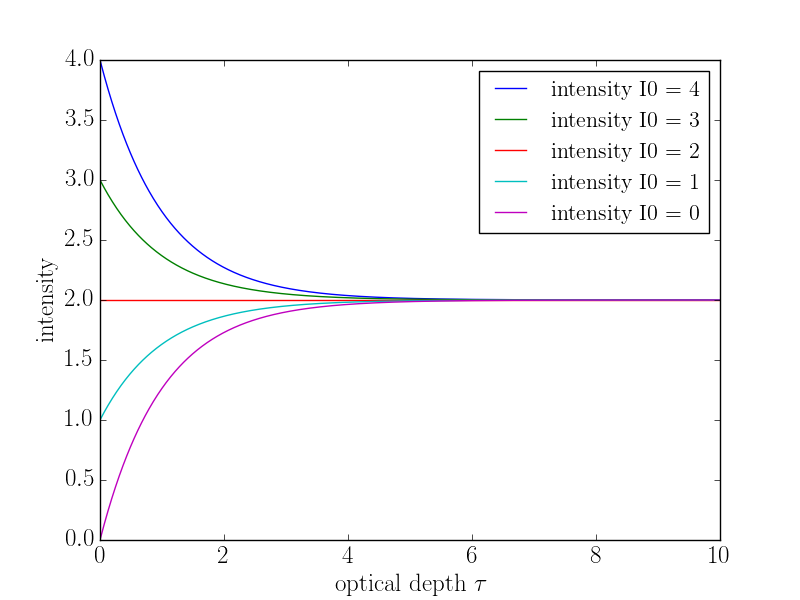 4.0
3.5
3.0
2.5
2.0
1.5
1.0
0.5
0.0
intensity
intensity I0 = 4
intensity I0 = 3
intensity I0 = 2
intensity I0 = 1
intensity I0 = 0
0 2 4 6 8 10
optical depth τ